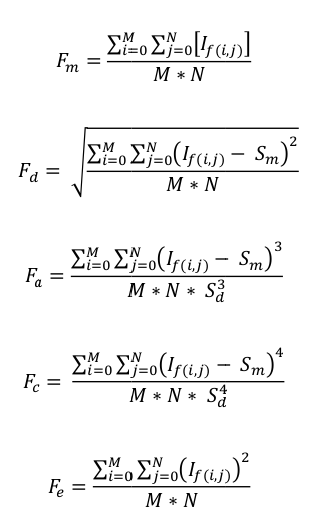 F_m = \frac{\sum_{i=0}^{M} \sum_{j=0}^{N} [I_{f(i,j)}]}{M * N}
F_d = \sqrt{\frac{\sum_{i=0}^{M} \sum_{j=0}^{N} (I_{f(i,j)} - S_m)^2}{M * N}}
F_a = \frac{\sum_{i=0}^{M} \sum_{j=0}^{N} (I_{f(i,j)} - S_m)^3}{M * N * S_d^3}
F_c = \frac{\sum_{i=0}^{M} \sum_{j=0}^{N} (I_{f(i,j)} - S_m)^4}{M * N * S_d^4}
F_e = \frac{\sum_{i=0}^{M} \sum_{j=0}^{N} (I_{f(i,j)})^2}{M * N}